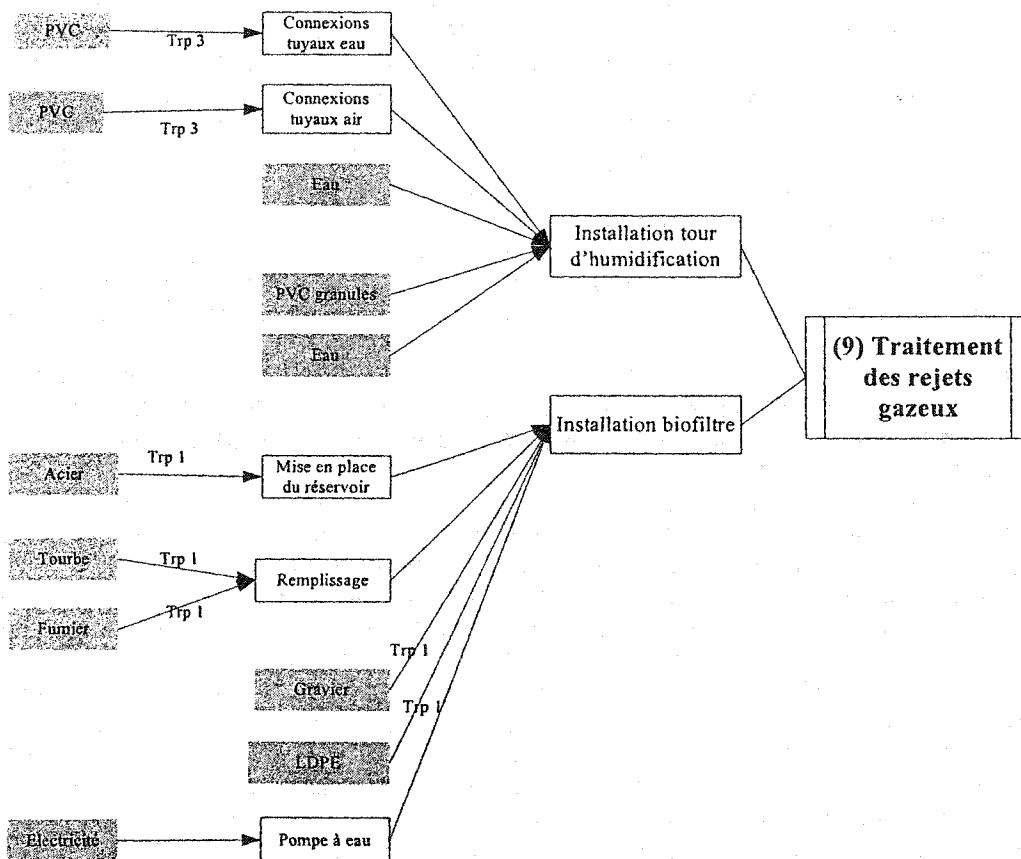 PVC
Trp 3
Connexions
tuyaux eau
PVC
Trp 3
Connexions
tuyaux air
Eau
PVC granules
Eau
Installation tour
d'humidification
(9) Traitement
des rejets
gazeux
Installation biofiltre
Acier
Trp 1
Mise en place
du réservoir
Tourbe
Trp 1
Fumier
Trp 1
Remplissage
Trp 1
Gravier
Trp 1
LDPE
Electricité
Pompe à eau